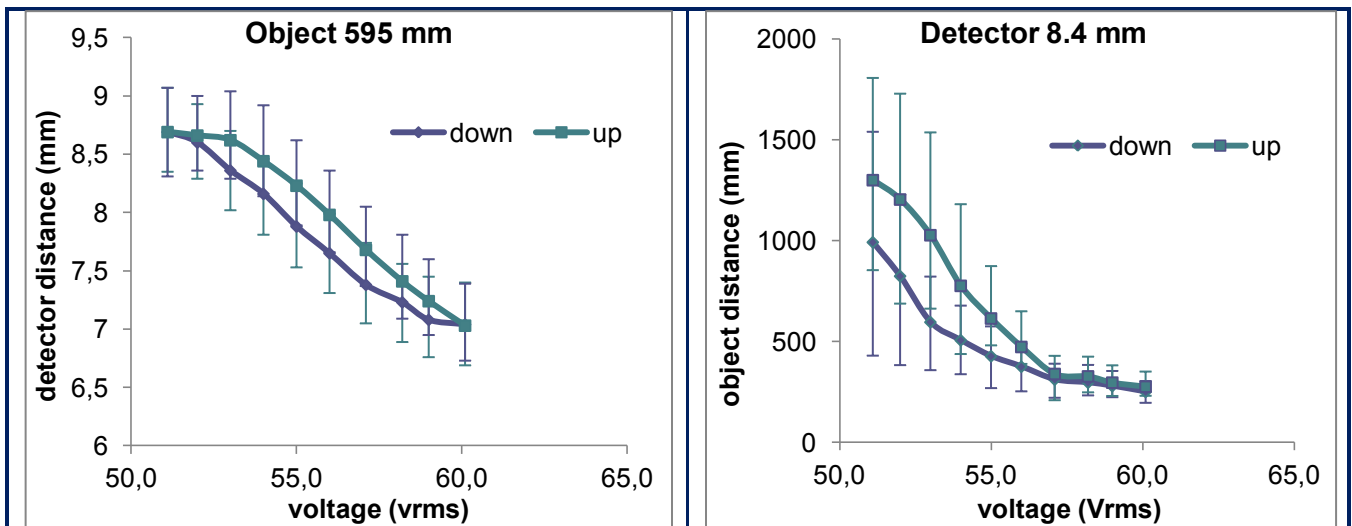 Object 595 mm
9,5
9
8.5
8
7.5
7
6.5
6
detector distance (mm)
down
up
50,0
55,0
60,0
65,0
voltage (vrms)
Detector 8.4 mm
2000
1500
1000
500
0
object distance (mm)
down
up
50,0
55,0
60,0
65,0
voltage (Vrms)